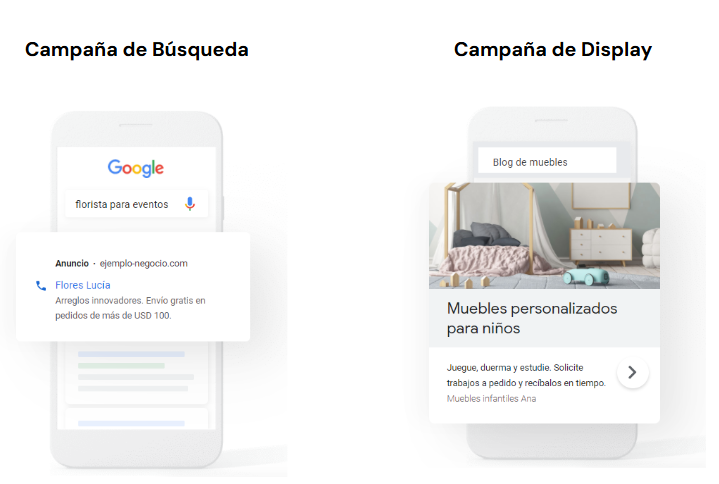 Campaña de Búsqueda
Google
florista para eventos
Anuncio · ejemplo-negocio.com
Flores Lucía
Arreglos innovadores. Envío gratis en
pedidos de más de USD 100.
Campaña de Display
Blog de muebles
Muebles personalizados
para niños
Juegue, duerma y estudie. Solicite
trabajos a pedido y recíbalos en tiempo.
Muebles infantiles Ana